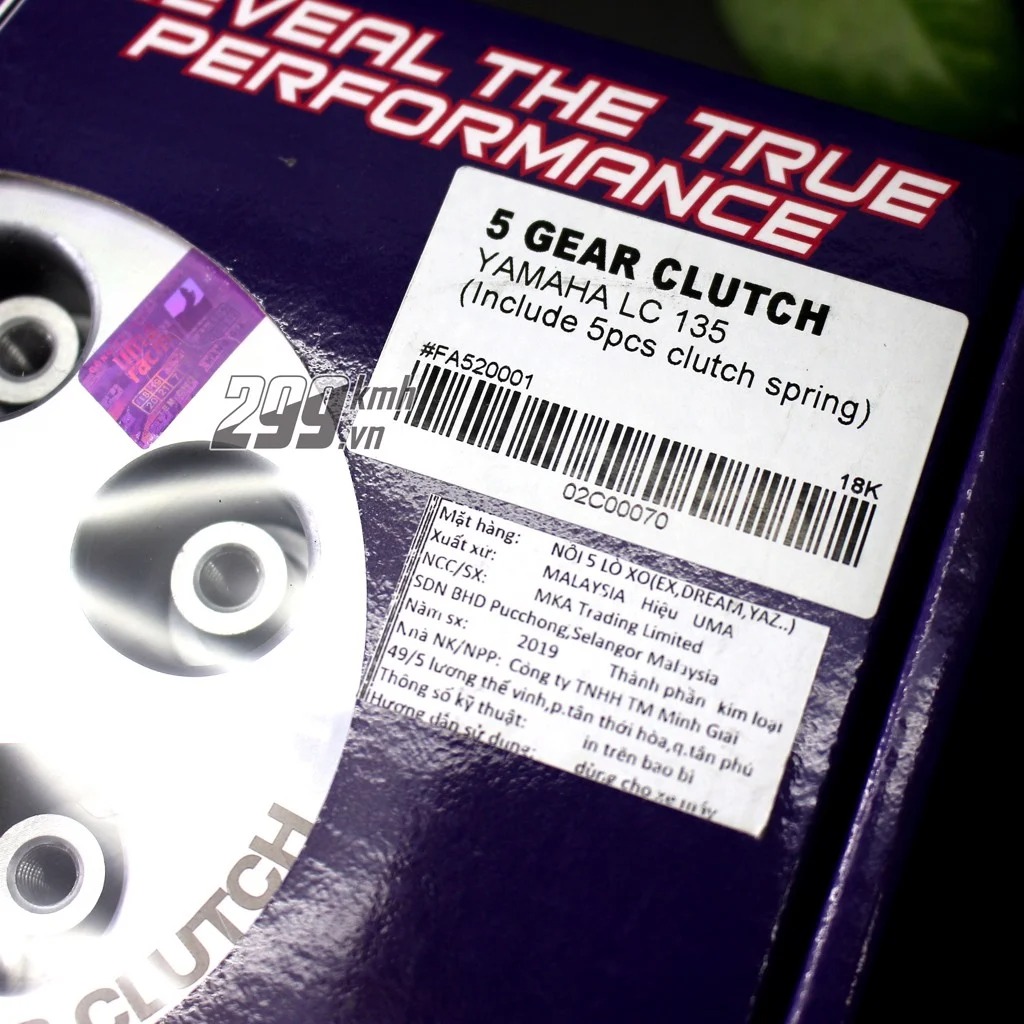 REVEAL THE TRUE
PERFORMANCE
5 GEAR CLUTCH
YAMAHA LC 135
(Include 5pcs clutch spring)
#FA520001
18K
02C00070
Mặt hàng: NỒI 5 LÒ XO(EX,DREAM,YAZ..)
Xuất xứ: MALAYSIA Hiệu UMA
NCC/SX: MKA Trading Limited
SDN BHD Pucchong,Selangor Malaysia
Năm sx: 2019 Thành phần kim loại
Nhà NK/NPP: Công ty TNHH TM Minh Giai
49/5 lương thế vinh,p.tân thới hòa,q.tân phú
Thông số kỹ thuật: in trên bao bì
Hướng dẫn sử dụng: dùng cho xe máy
299kmh.vn
CLUTCH